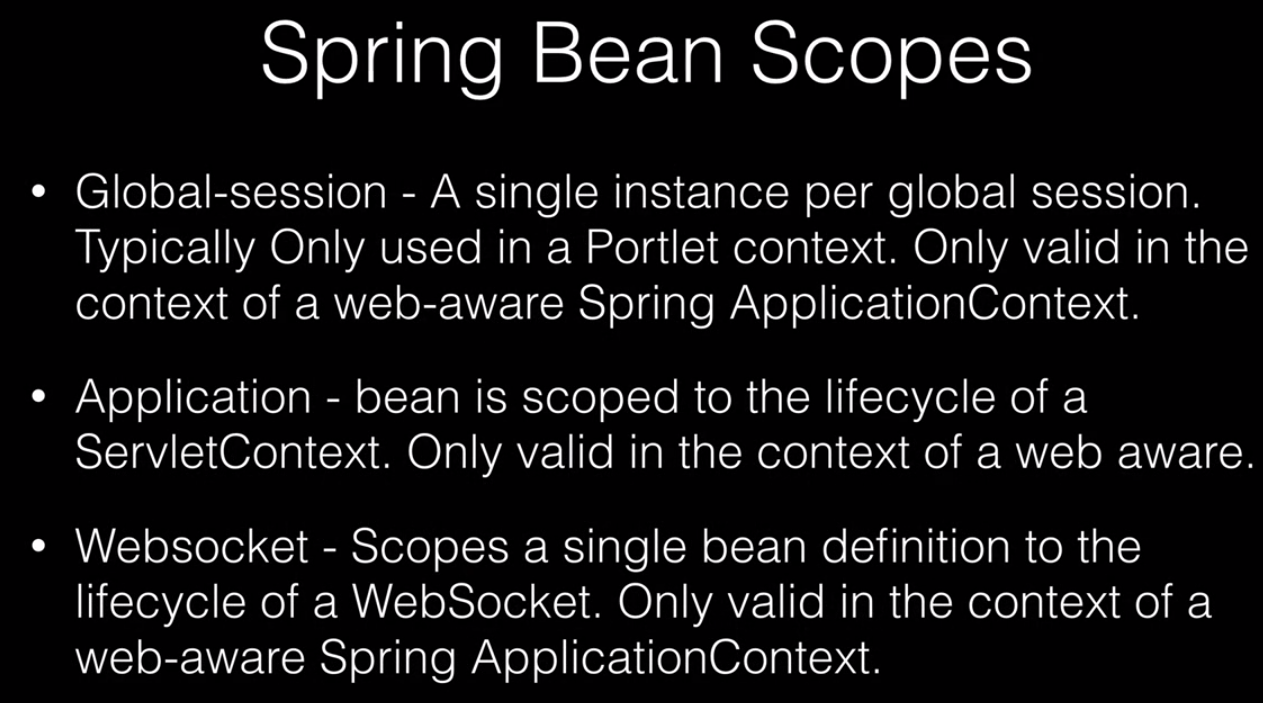 Spring Bean Scopes
• Global-session - A single instance per global session.
Typically Only used in a Portlet context. Only valid in the
context of a web-aware Spring ApplicationContext.
• Application - bean is scoped to the lifecycle of a
ServletContext. Only valid in the context of a web aware.
• Websocket - Scopes a single bean definition to the
lifecycle of a WebSocket. Only valid in the context of a
web-aware Spring ApplicationContext.